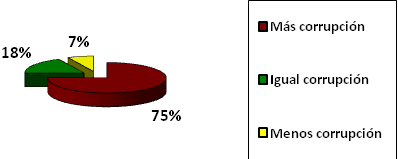 7%
18%
75%
Más corrupción
Igual corrupción
Menos corrupción